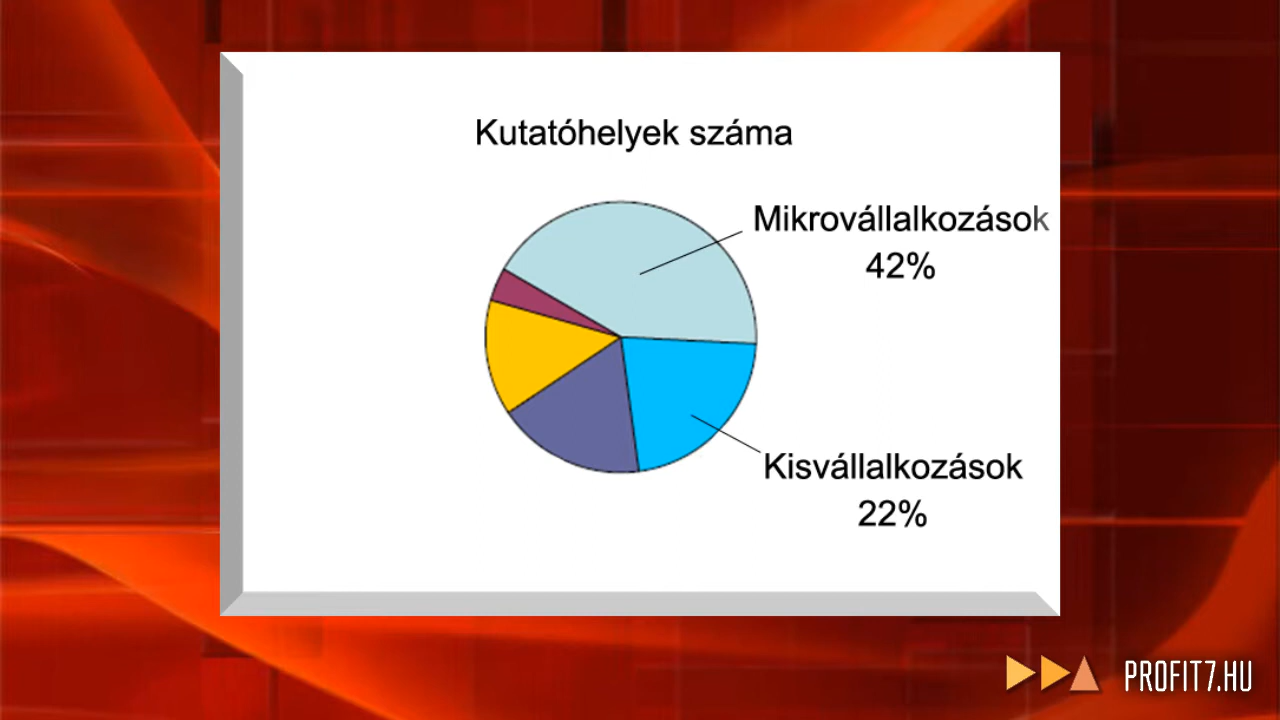 Kutatóhelyek száma
Mikrovállalkozások
42%
Kisvállalkozások
22%
PROFIT7.HU